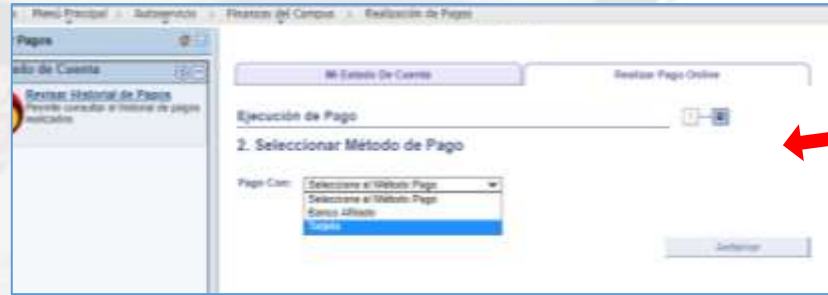 Menú Principal > Autoservicio > Finanzas del Campus > Realización de Pagos
Pagos
ado de Cuenta
Revisar Historial de Pagos
Permite consultar el historial de pagos
realizados
Mi Estado De Cuenta
Realizar Pago Online
Ejecución de Pago
2. Seleccionar Método de Pago
Pago Con:
Seleccione el Método Pago
Seleccione el Método Pago
Banco Afiliado
Tarjeta
Anterior